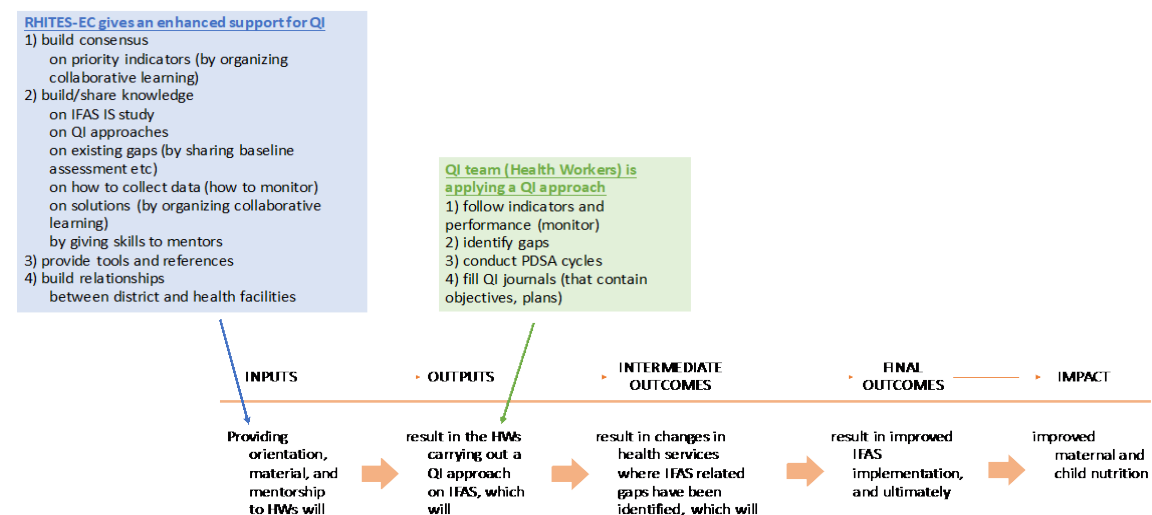 RHITES-EC gives an enhanced support for QI
1) build consensus
on priority indicators (by organizing
collaborative learning)
2) build/share knowledge
on IFAS IS study
on QI approaches
on existing gaps (by sharing baseline
assessment etc)
on how to collect data (how to monitor)
on solutions (by organizing collaborative
learning)
by giving skills to mentors
3) provide tools and references
4) build relationships
between district and health facilities
QI team (Health Workers) is
applying a QI approach
1) follow indicators and
performance (monitor)
2) identify gaps
3) conduct PDSA cycles
4) fill QI journals (that contain
objectives, plans)
INPUTS
OUTPUTS
INTERMEDIATE
OUTCOMES
FINAL
OUTCOMES
IMPACT
Providing
orientation,
material, and
mentorship
to HWs will
result in the HWs
carrying out a
QI approach
on IFAS, which
will
result in changes in
health services
where IFAS related
gaps have been
identified, which will
result in improved
IFAS
implementation,
and ultimately
improved
maternal and
child nutrition